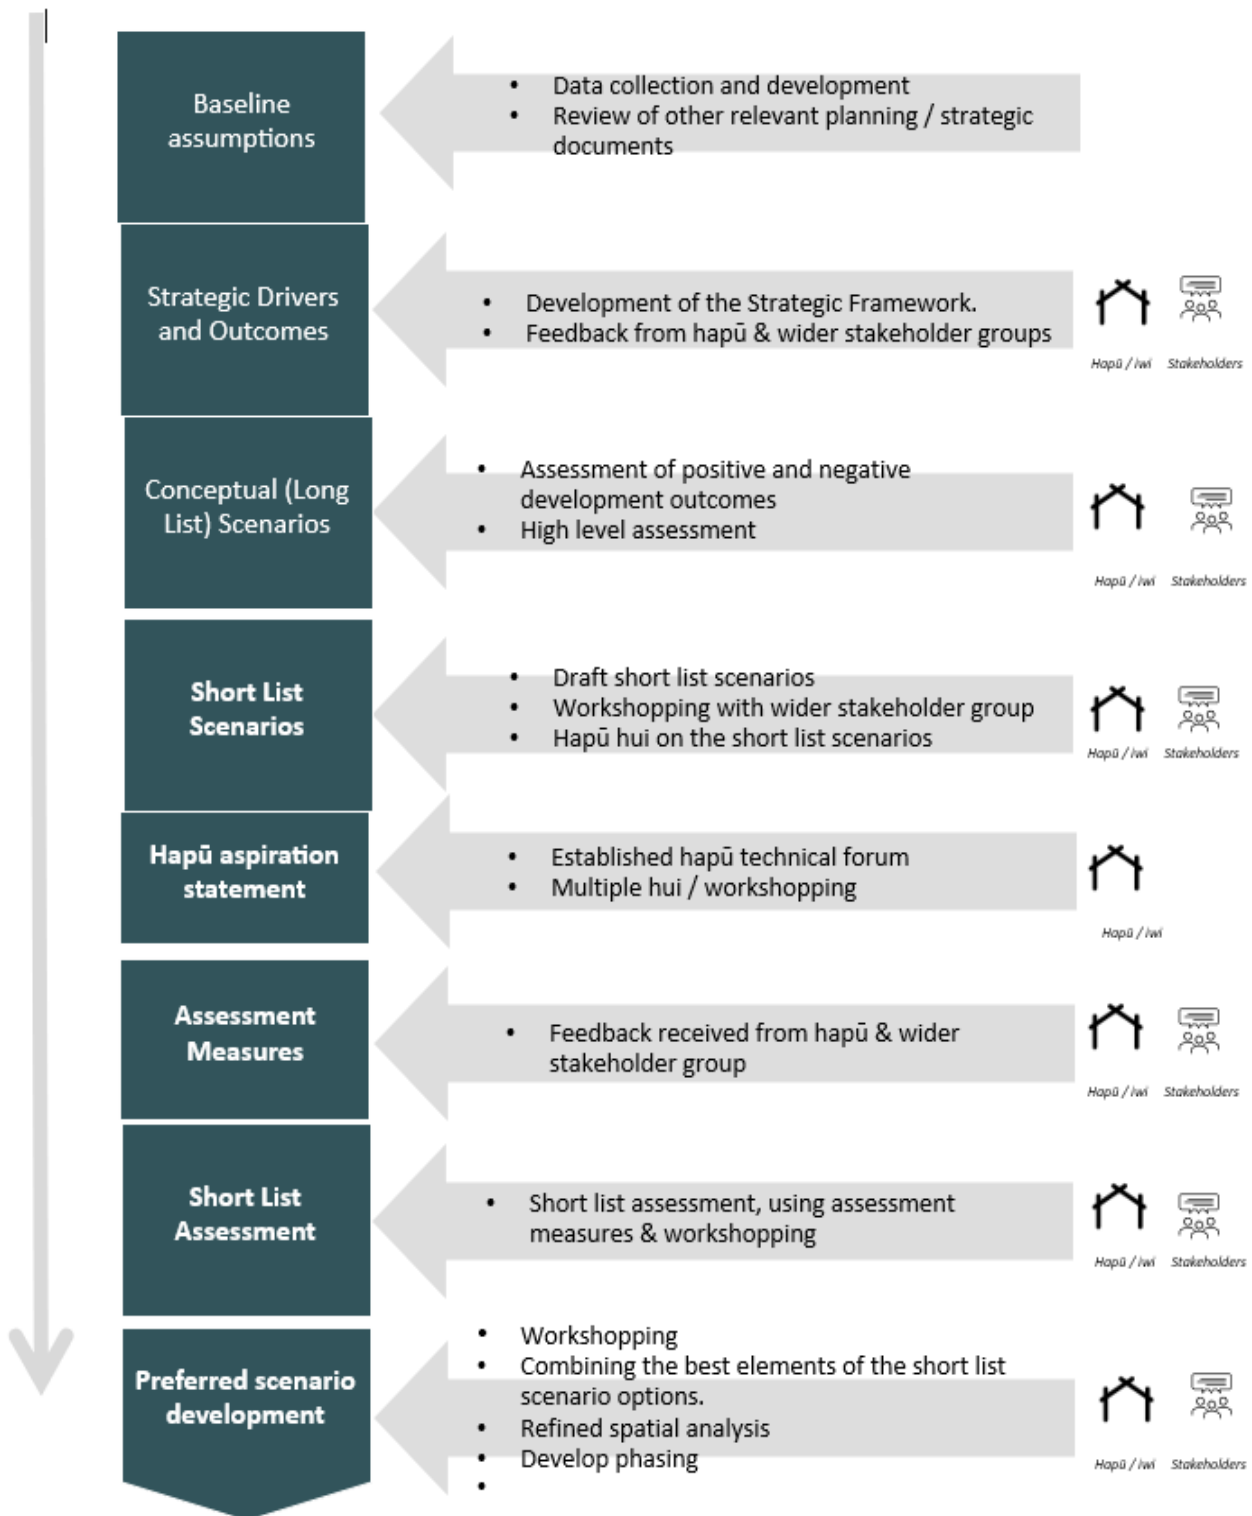 Baseline
assumptions
• Data collection and development
• Review of other relevant planning / strategic
documents
Strategic Drivers
and Outcomes
• Development of the Strategic Framework.
• Feedback from hapū & wider stakeholder groups
Hapū / iwi Stakeholders
Conceptual (Long
List) Scenarios
• Assessment of positive and negative
development outcomes
• High level assessment
Hapū / iwi Stakeholders
Short List
Scenarios
• Draft short list scenarios
• Workshopping with wider stakeholder group
• Hapū hui on the short list scenarios
Hapū / iwi Stakeholders
Hapū aspiration
statement
• Established hapū technical forum
• Multiple hui / workshopping
Hapū / iwi
Assessment
Measures
• Feedback received from hapū & wider
stakeholder group
Hapū / iwi Stakeholders
Short List
Assessment
• Short list assessment, using assessment
measures & workshopping
Hapū / iwi Stakeholders
Preferred scenario
development
• Workshopping
• Combining the best elements of the short list
scenario options.
• Refined spatial analysis
• Develop phasing
•
Hapū / iwi Stakeholders